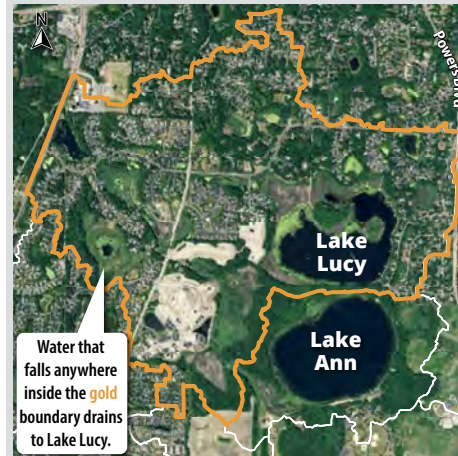 N
Powers
Blvd
Lake
Lucy
Lake
Ann
Water that
falls anywhere
inside the gold
boundary drains
to Lake Lucy.